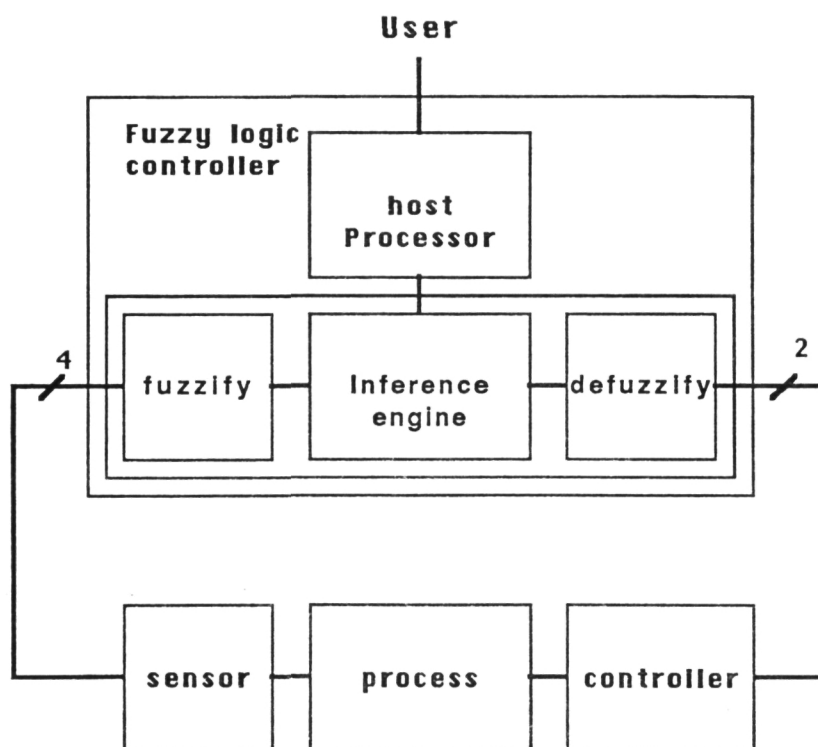 User
Fuzzy logic
controller
host
Processor
4
2
fuzzify
Inference
engine
defuzzify
sensor
process
controller